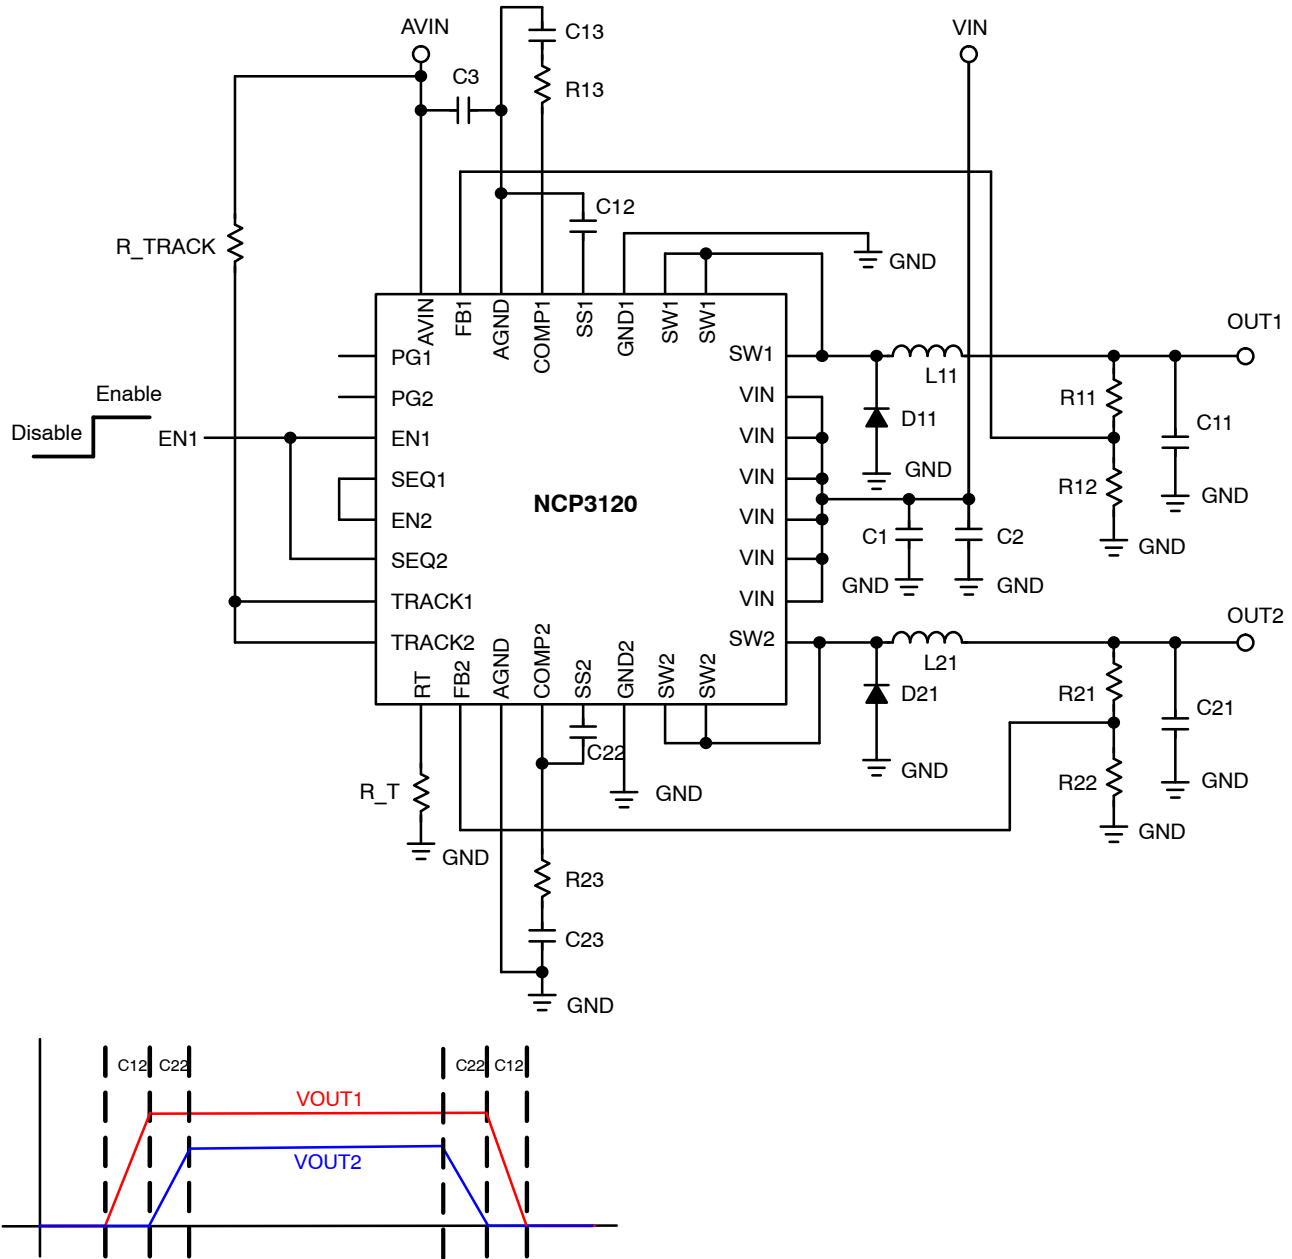 AVIN
C13
VIN
C3
R13
C12
R_TRACK
GND
AVIN
FB1
AGND
COMP1
SS1
GND1
SW1
SW1
OUT1
PG1
SW1
L11
Enable
PG2
VIN
R11
Disable
EN1
EN1
VIN
D11
C11
SEQ1
VIN
GND
R12
GND
NCP3120
EN2
VIN
C1
C2
GND
SEQ2
VIN
GND
GND
TRACK1
VIN
OUT2
TRACK2
SW2
L21
RT
FB2
AGND
COMP2
SS2
GND2
SW2
SW2
D21
R21
C21
C22
GND
R22
GND
R_T
GND
GND
GND
R23
C23
GND
C12
C22
C22
C12
VOUT1
VOUT2